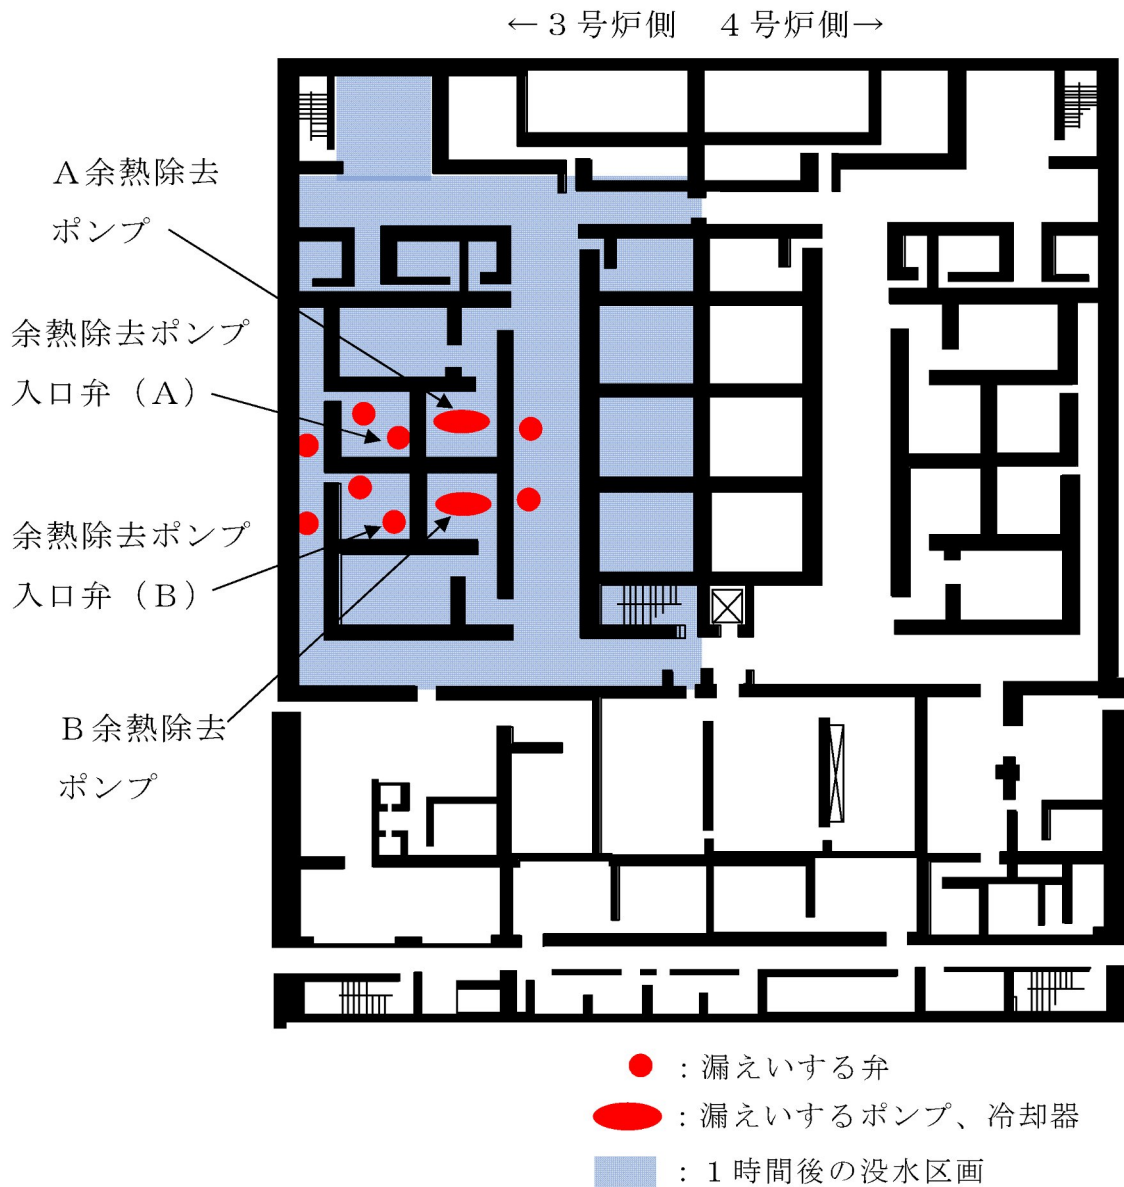 ←３号炉側　４号炉側→
Ａ余熱除去
ポンプ
余熱除去ポンプ
入口弁（Ａ）
余熱除去ポンプ
入口弁（Ｂ）
Ｂ余熱除去
ポンプ
：漏えいする弁
：漏えいするポンプ、冷却器
：１時間後の没水区画